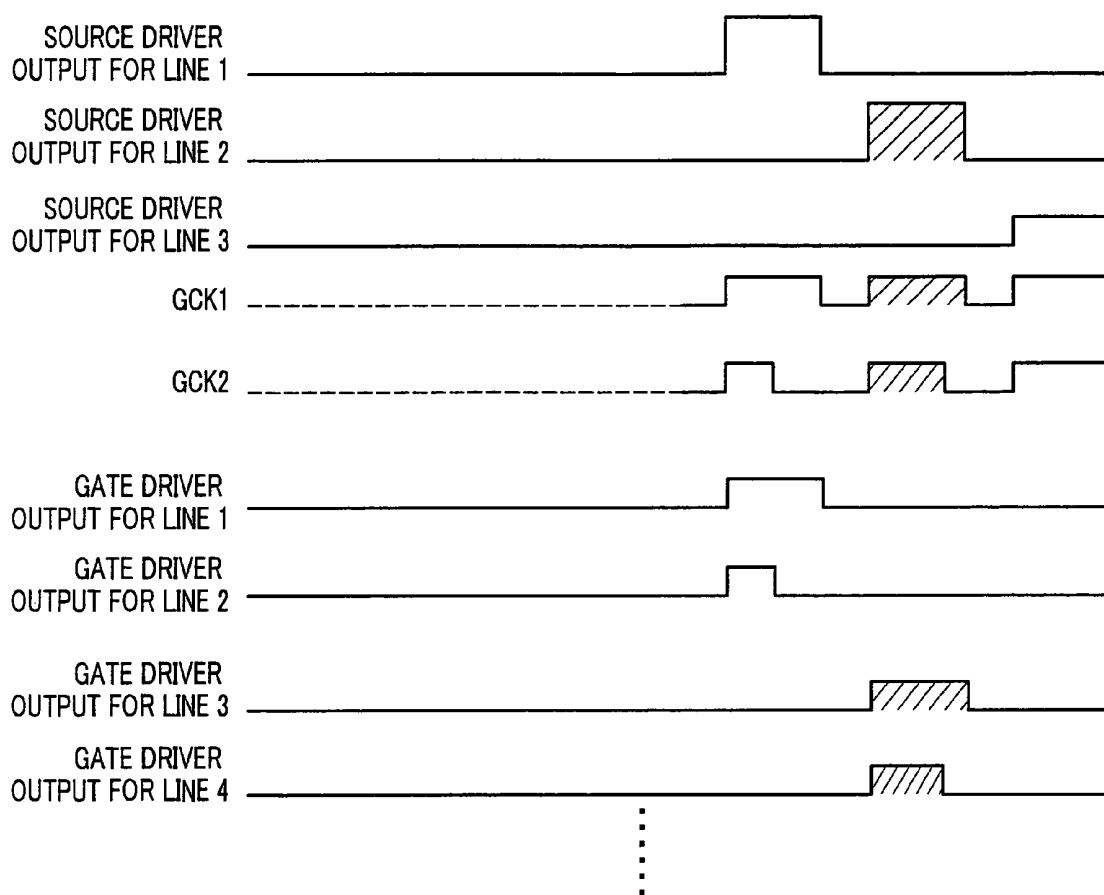 SOURCE DRIVER
OUTPUT FOR LINE 1
SOURCE DRIVER
OUTPUT FOR LINE 2
SOURCE DRIVER
OUTPUT FOR LINE 3
GCK1
GCK2
GATE DRIVER
OUTPUT FOR LINE 1
GATE DRIVER
OUTPUT FOR LINE 2
GATE DRIVER
OUTPUT FOR LINE 3
GATE DRIVER
OUTPUT FOR LINE 4